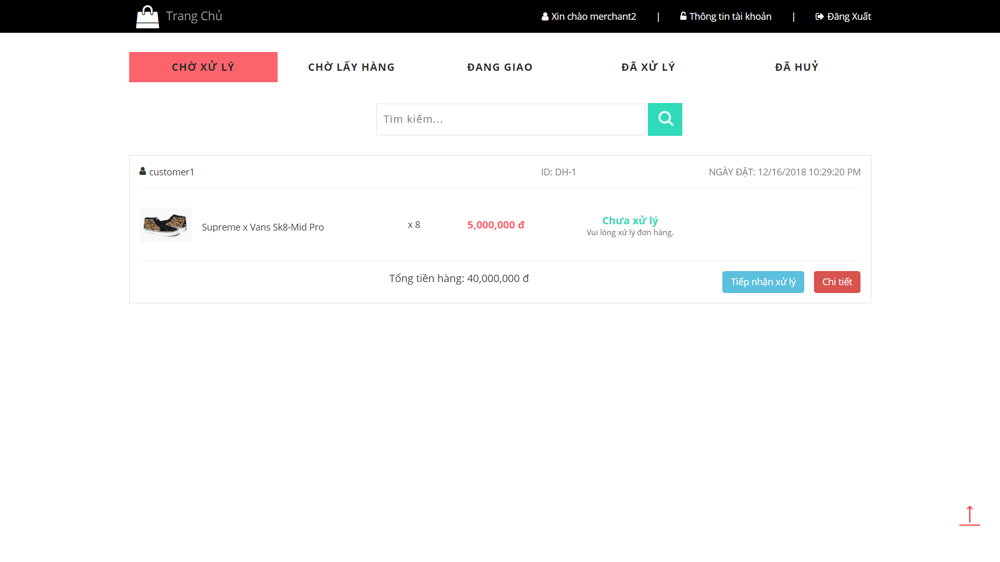 Trang Chủ
Xin chào merchant2 | Thông tin tài khoản | Đăng Xuất
CHỜ XỬ LÝ CHỜ LẤY HÀNG ĐANG GIAO ĐÃ XỬ LÝ ĐÃ HUỶ
Tìm kiếm...
customer1 ID: DH-1 NGÀY ĐẶT: 12/16/2018 10:29:20 PM
Supreme x Vans Sk8-Mid Pro x 8 5,000,000 đ Chưa xử lý
Vui lòng xử lý đơn hàng.
Tổng tiền hàng: 40,000,000 đ Tiếp nhận xử lý Chi tiết